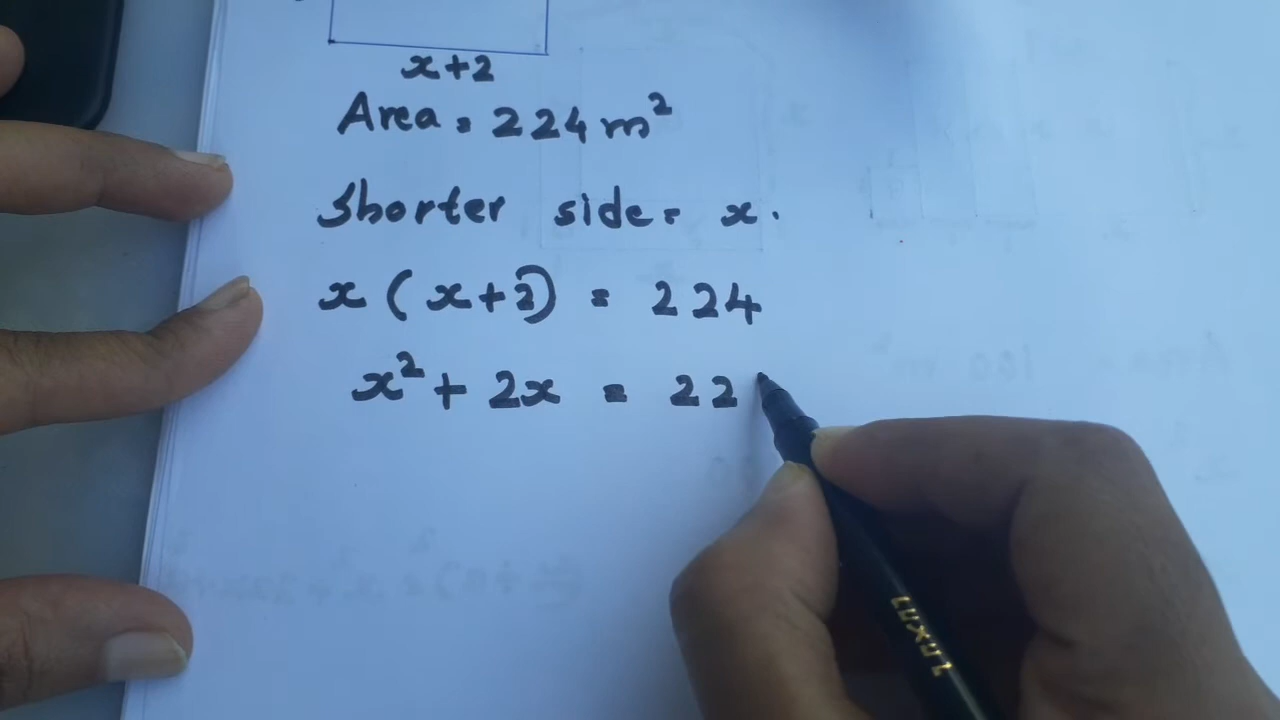 x+2
Area = 224 m²
Shorter side = x.
x (x+2) = 224
x² + 2x = 22
LUXOR